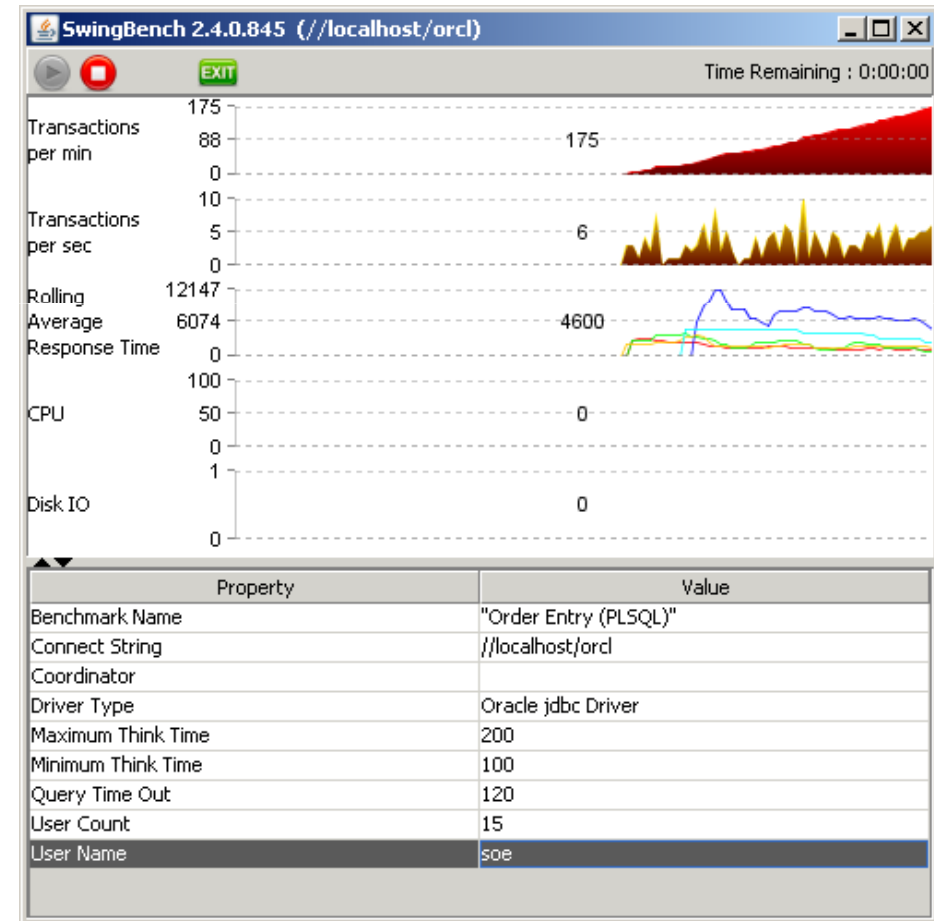 SwingBench 2.4.0.845 (//localhost/orcl)
EXIT
Time Remaining : 0:00:00
Transactions
per min
175
88
0
175
Transactions
per sec
10
5
0
6
Rolling
Average
Response Time
12147
6074
0
4600
CPU
100
50
0
0
Disk IO
1
0
0
Property Value
Benchmark Name "Order Entry (PLSQL)"
Connect String //localhost/orcl
Coordinator
Driver Type Oracle jdbc Driver
Maximum Think Time 200
Minimum Think Time 100
Query Time Out 120
User Count 15
User Name soe